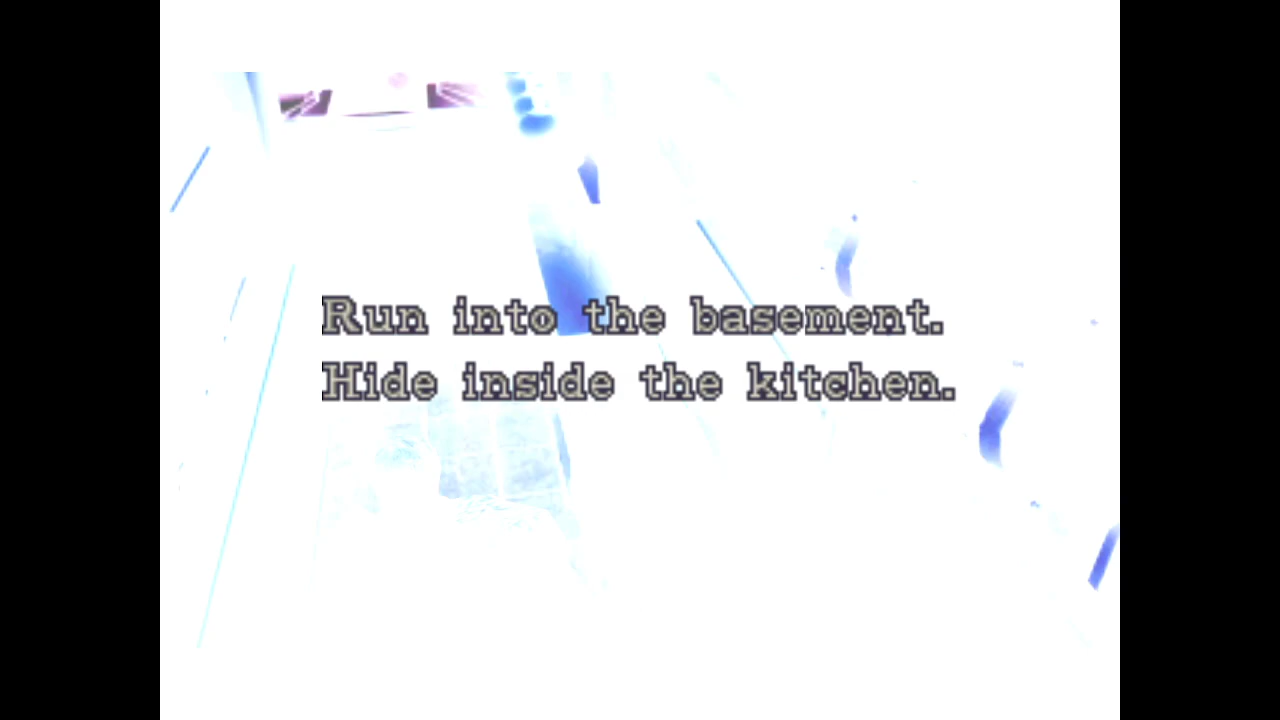 Run into the basement.
Hide inside the kitchen.